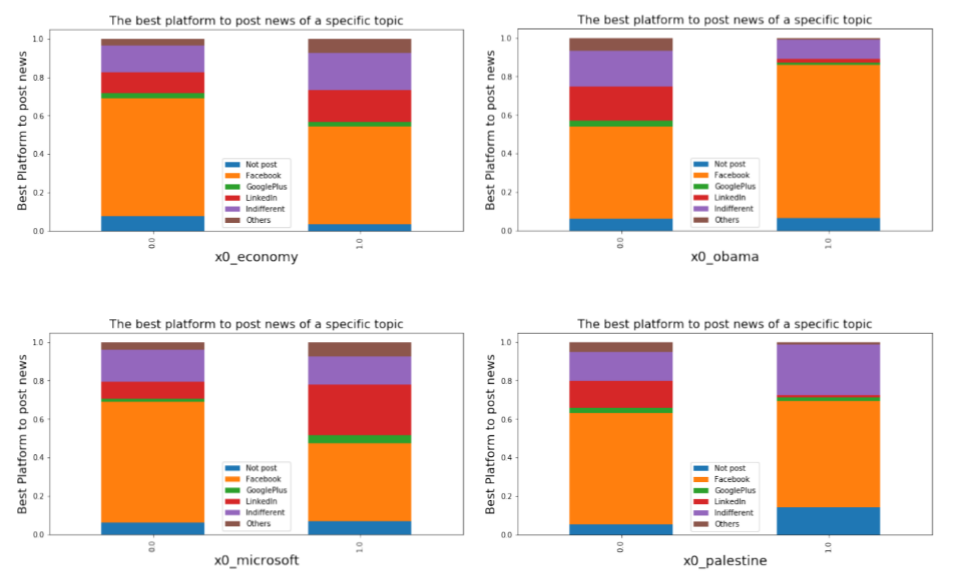 The best platform to post news of a specific topic
Best Platform to post news
1.0
0.8
0.6
0.4
0.2
0.0
Not post
Facebook
GooglePlus
LinkedIn
Indifferent
Others
0.0
1.0
x0_economy
The best platform to post news of a specific topic
Best Platform to post news
1.0
0.8
0.6
0.4
0.2
0.0
Not post
Facebook
GooglePlus
LinkedIn
Indifferent
Others
0.0
1.0
x0_obama
The best platform to post news of a specific topic
Best Platform to post news
1.0
0.8
0.6
0.4
0.2
0.0
Not post
Facebook
GooglePlus
LinkedIn
Indifferent
Others
0.0
1.0
x0_microsoft
The best platform to post news of a specific topic
Best Platform to post news
1.0
0.8
0.6
0.4
0.2
0.0
Not post
Facebook
GooglePlus
LinkedIn
Indifferent
Others
0.0
1.0
x0_palestine